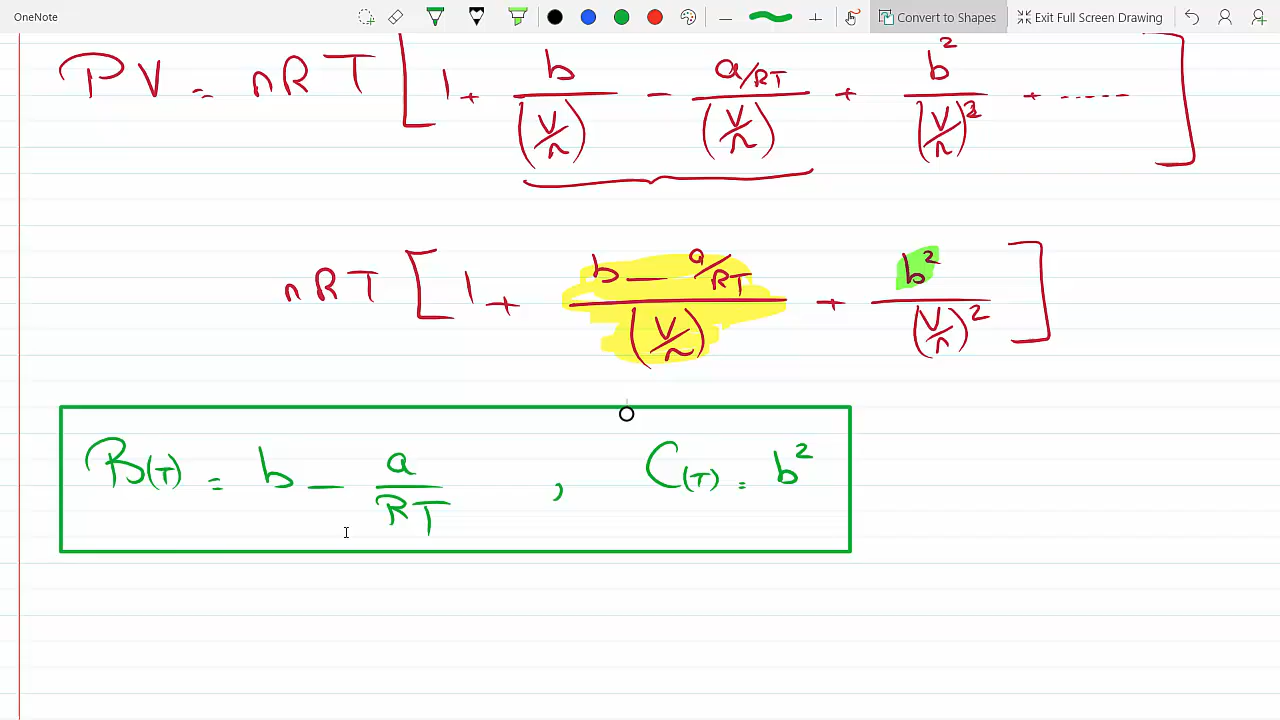 OneNote Convert to Shapes Exit Full Screen Drawing
PV = nRT [ 1 + b/(V/n) - (a/RT)/(V/n) + b²/(V/n)² + ..... ]
nRT [ 1 + (b - a/RT)/(V/n) + b²/(V/n)² ]
B(T) = b - a/RT , C(T) = b²